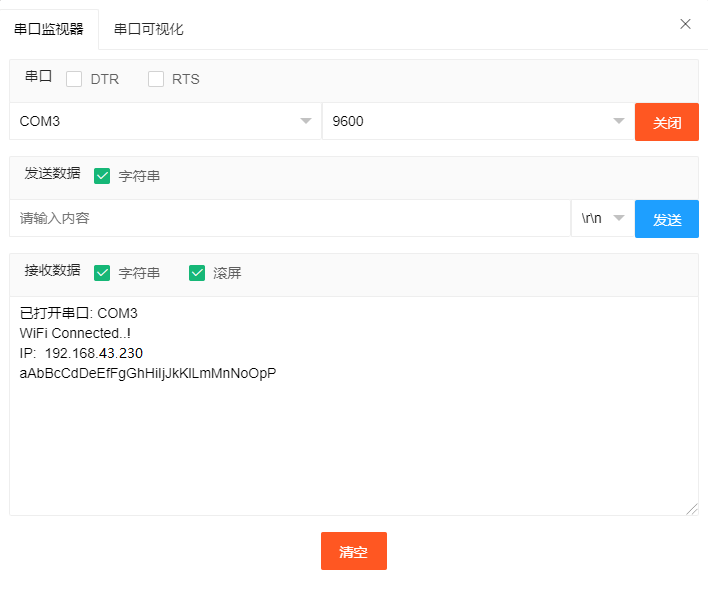 串口监视器 串口可视化
串口 DTR RTS
COM3 9600 关闭
发送数据 字符串
请输入内容 \r\n 发送
接收数据 字符串 滚屏
已打开串口: COM3
WiFi Connected..!
IP: 192.168.43.230
aAbBcCdDeEfFgGhHiIjJkKlLmMnNoOpP
清空